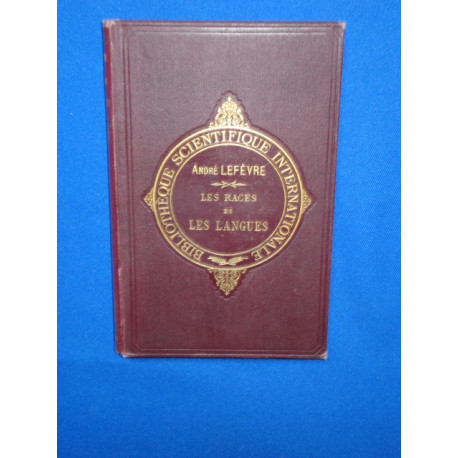 BIBLIOTHÈQUE SCIENTIFIQUE INTERNATIONALE
ANDRÉ LEFÈVRE
LES RACES
ET
LES LANGUES